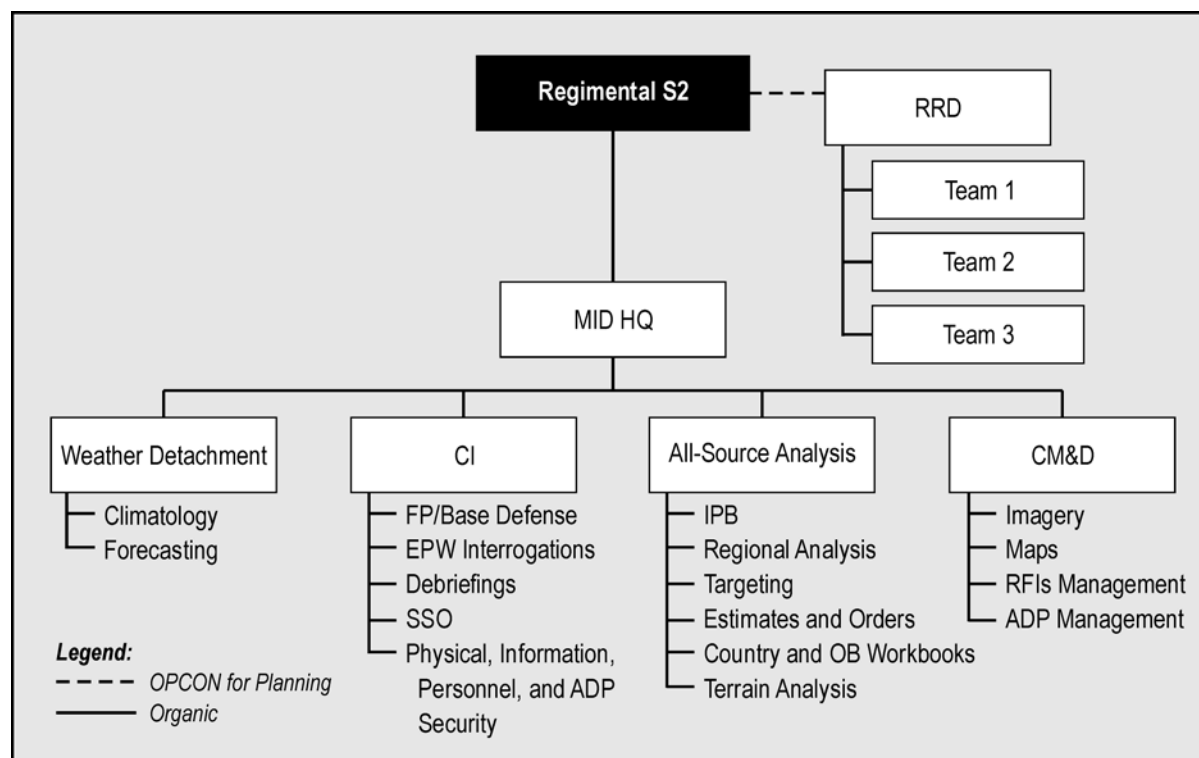 Regimental S2
RRD
Team 1
Team 2
Team 3
MID HQ
Weather Detachment
Climatology
Forecasting
CI
FP/Base Defense
EPW Interrogations
Debriefings
SSO
Physical, Information,
Personnel, and ADP
Security
All-Source Analysis
IPB
Regional Analysis
Targeting
Estimates and Orders
Country and OB Workbooks
Terrain Analysis
CM&D
Imagery
Maps
RFIs Management
ADP Management
Legend:
OPCON for Planning
Organic